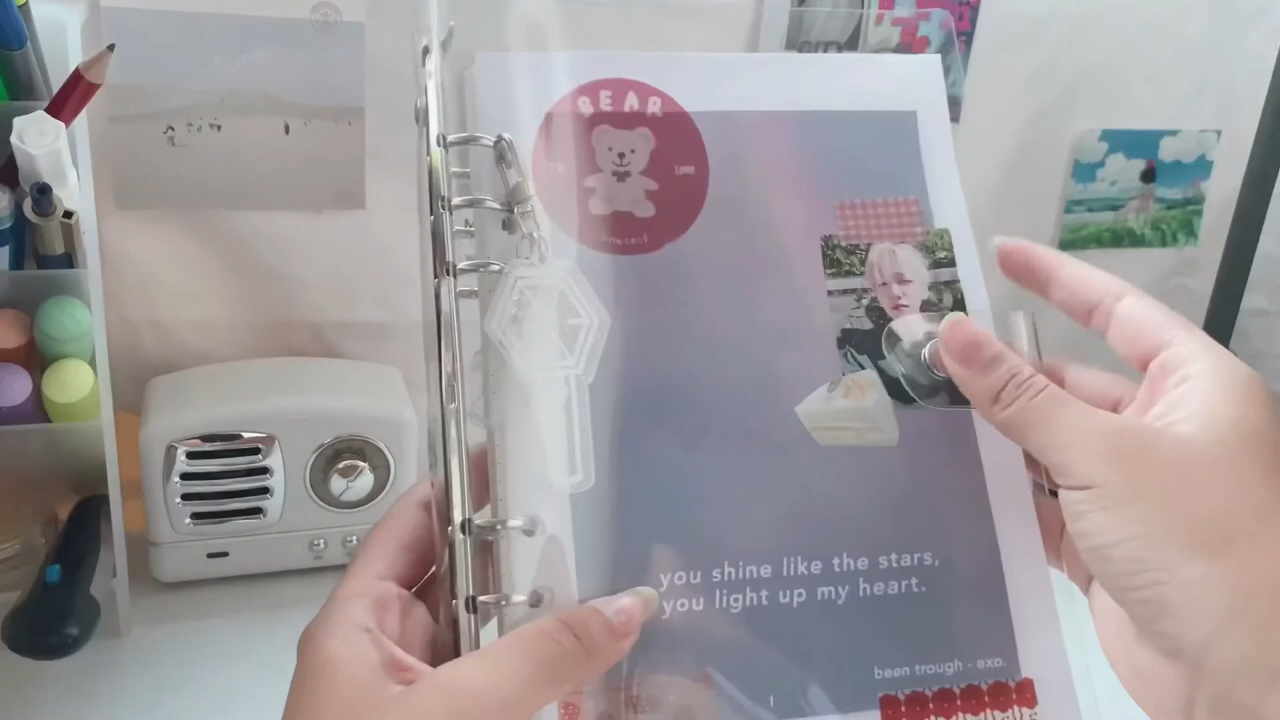 BEAR
you shine like the stars,
you light up my heart.
been trough - exo.